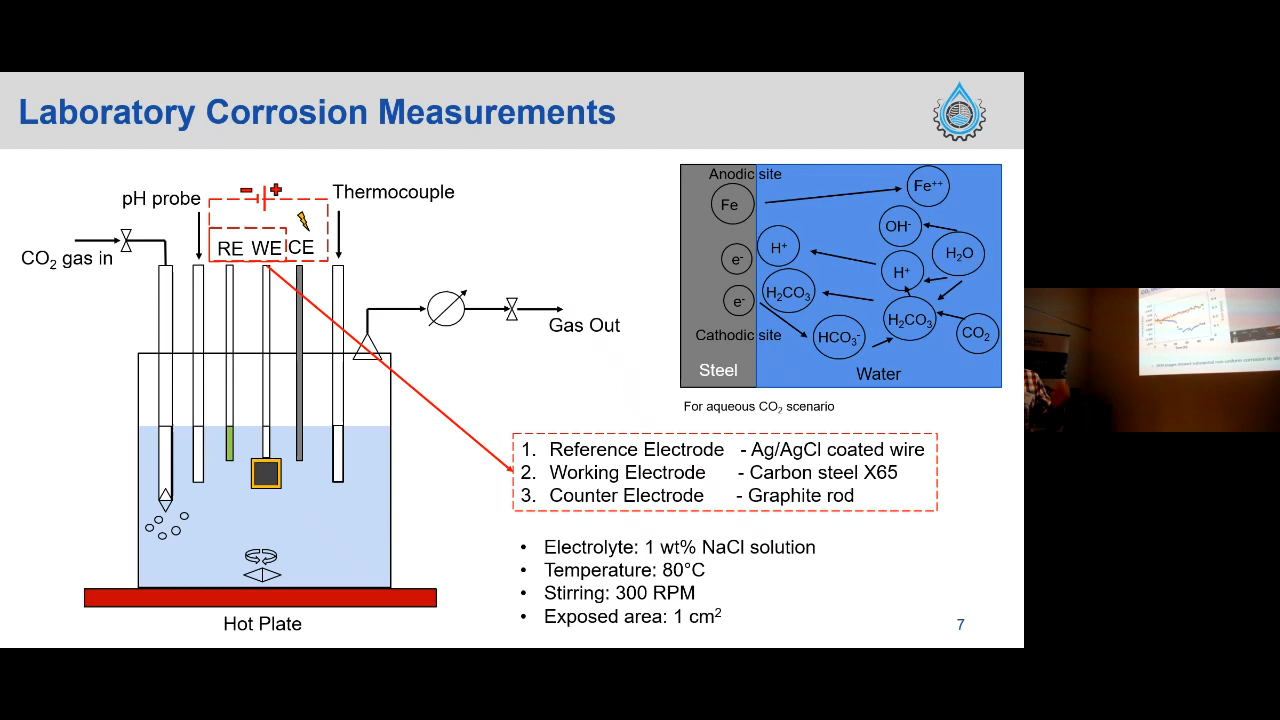 Laboratory Corrosion Measurements
pH probe
Thermocouple
CO2 gas in
RE WE CE
Gas Out
Hot Plate
Anodic site
Fe
Fe++
OH-
H+
H2O
e-
H+
e-
H2CO3
H2CO3
CO2
Cathodic site
HCO3-
Steel
Water
For aqueous CO2 scenario
1. Reference Electrode - Ag/AgCl coated wire
2. Working Electrode - Carbon steel X65
3. Counter Electrode - Graphite rod
• Electrolyte: 1 wt% NaCl solution
• Temperature: 80°C
• Stirring: 300 RPM
• Exposed area: 1 cm2
7